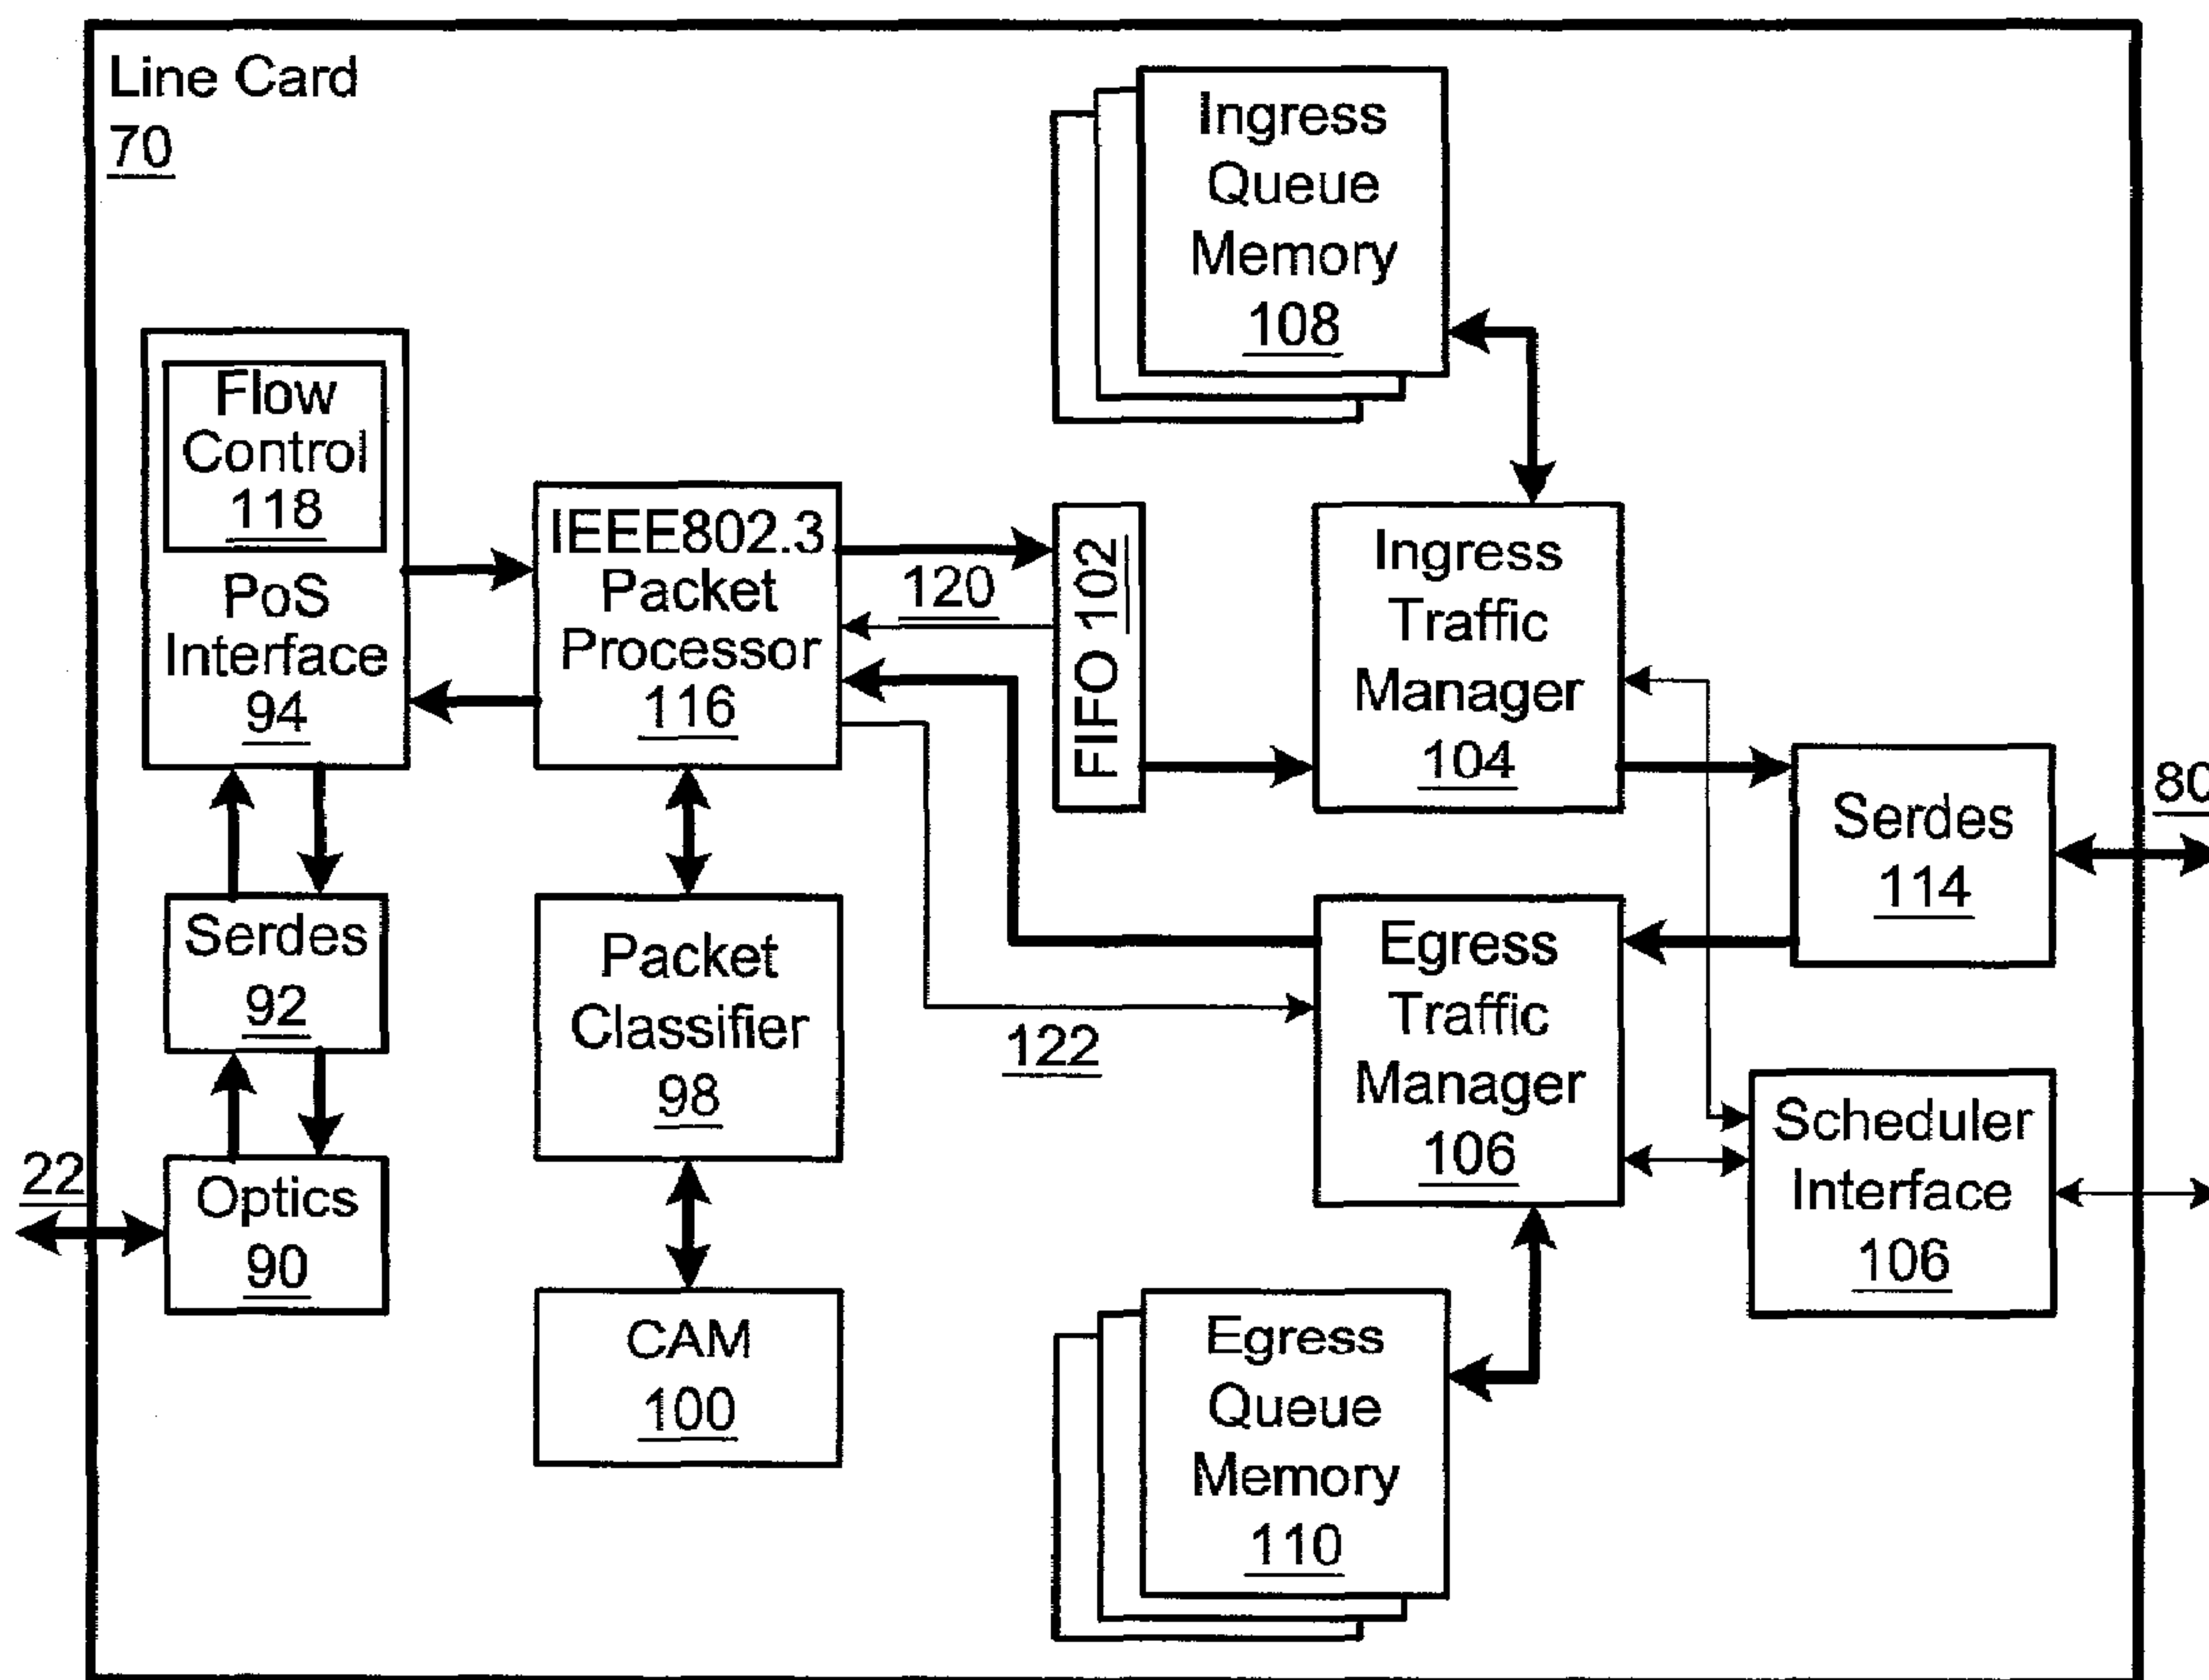 Line Card
70
Ingress
Queue
Memory
108
Flow
Control
118
PoS
Interface
94
IEEE802.3
Packet
Processor
116
120
FIFO 102
Ingress
Traffic
Manager
104
Serdes
114
80
Serdes
92
Packet
Classifier
98
122
Egress
Traffic
Manager
106
Scheduler
Interface
106
22
Optics
90
CAM
100
Egress
Queue
Memory
110